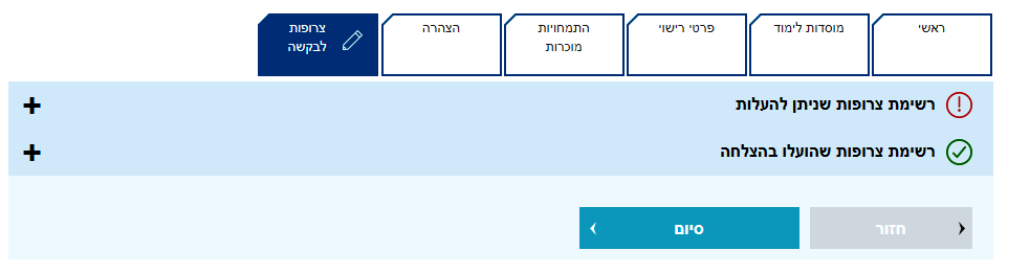 ראשי
מוסדות לימוד
פרטי רישוי
התמחויות
מוכרות
הצהרה
צרופות
לבקשה
רשימת צרופות שניתן להעלות
רשימת צרופות שהועלו בהצלחה
חזור
סיום